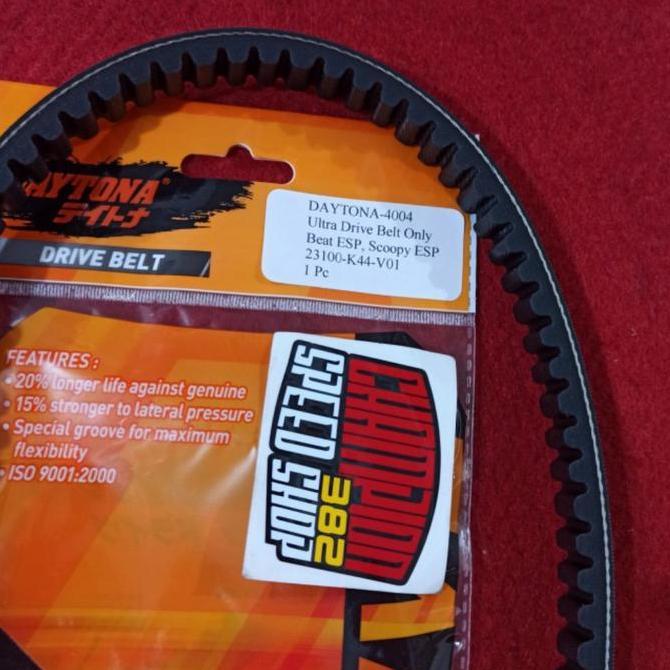 DAYTONA®
デイトナ
DRIVE BELT
DAYTONA-4004
Ultra Drive Belt Only
Beat ESP, Scoopy ESP
23100-K44-V01
1 Pc
FEATURES :
• 20% longer life against genuine
• 15% stronger to lateral pressure
• Special groove for maximum
flexibility
• ISO 9001:2000
CHAMPION
SPEED SHOP
382